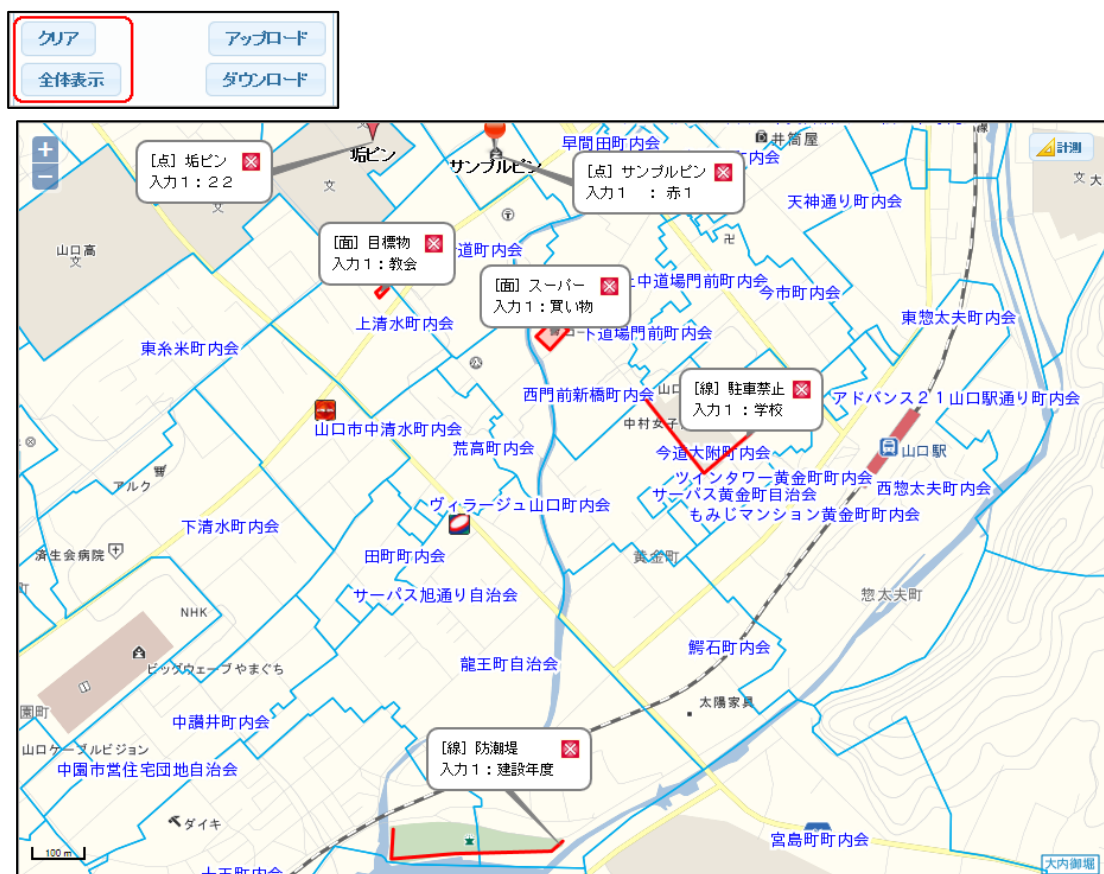 クリア
アップロード
全体表示
ダウンロード
早間田町内会
井筒屋
計測
[点] 垢ピン
入力1：22
垢ピン
サンプルピン
[点] サンプルピン
入力1　：赤1
町内会
文
文
文
大
天神通り町内会
山口高
文
[面] 目標物
入力1：教会
道町内会
卍
[面] スーパー
入力1：買い物
中道場門前町内会
今市町内会
上清水町内会
東惣太夫町内会
下道場門前町内会
東糸米町内会
西門前新橋町内会
[線] 駐車禁止
入力1：学校
アドバンス21山口駅通り町内会
山口市中清水町内会
中村女子
荒高町内会
今道大附町内会
山口駅
ツインタワー黄金町町内会
アルク
サーパス黄金町自治会
西惣太夫町内会
ヴィラージュ山口町内会
もみじマンション黄金町町内会
下清水町内会
済生会病院
田町町内会
黄金町
サーパス旭通り自治会
惣太夫町
NHK
鰐石町内会
龍王町自治会
ビッグウェーブやまぐち
太陽家具
園町
中讃井町内会
[線] 防潮堤
入力1：建設年度
山口ケーブルビジョン
中園市営住宅団地自治会
ダイキ
宮島町町内会
100 m
大内御堀